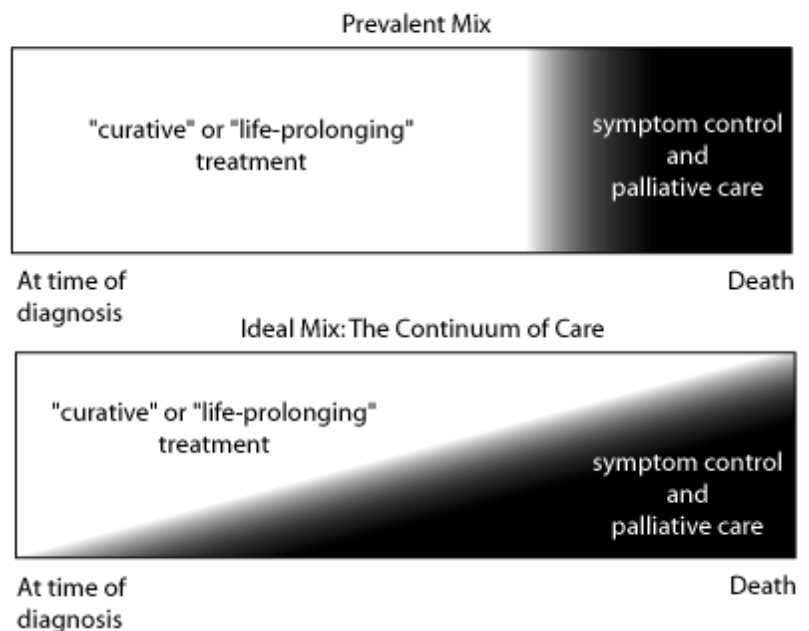 Prevalent Mix
"curative" or "life-prolonging"
treatment
symptom control
and
palliative care
At time of
diagnosis
Death
Ideal Mix: The Continuum of Care
"curative" or "life-prolonging"
treatment
symptom control
and
palliative care
At time of
diagnosis
Death